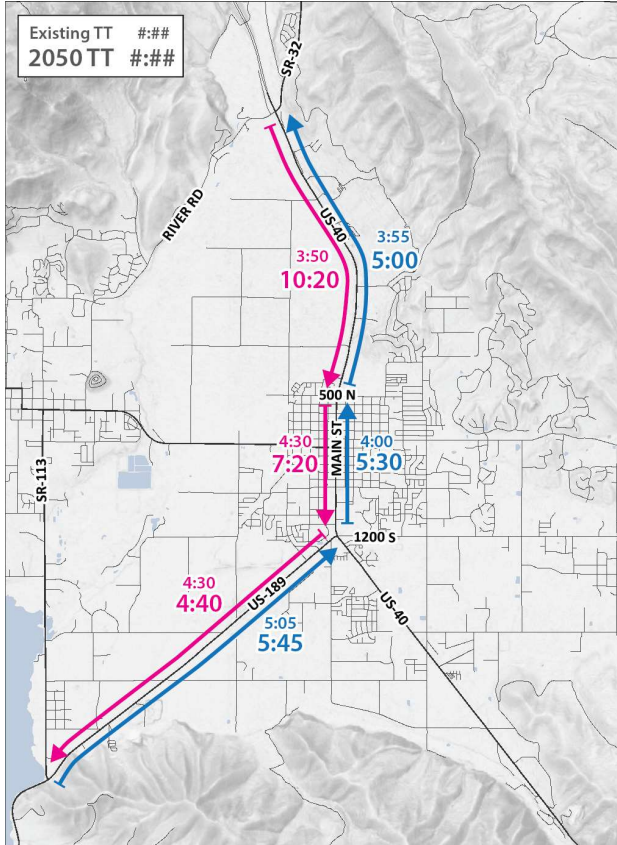 Existing TT #:##
2050 TT #:##
SR-32
RIVER RD
US-40
3:55
5:00
3:50
10:20
500 N
4:30
7:20
MAIN ST
4:00
5:30
SR-113
1200 S
4:30
4:40
US-189
US-40
5:05
5:45